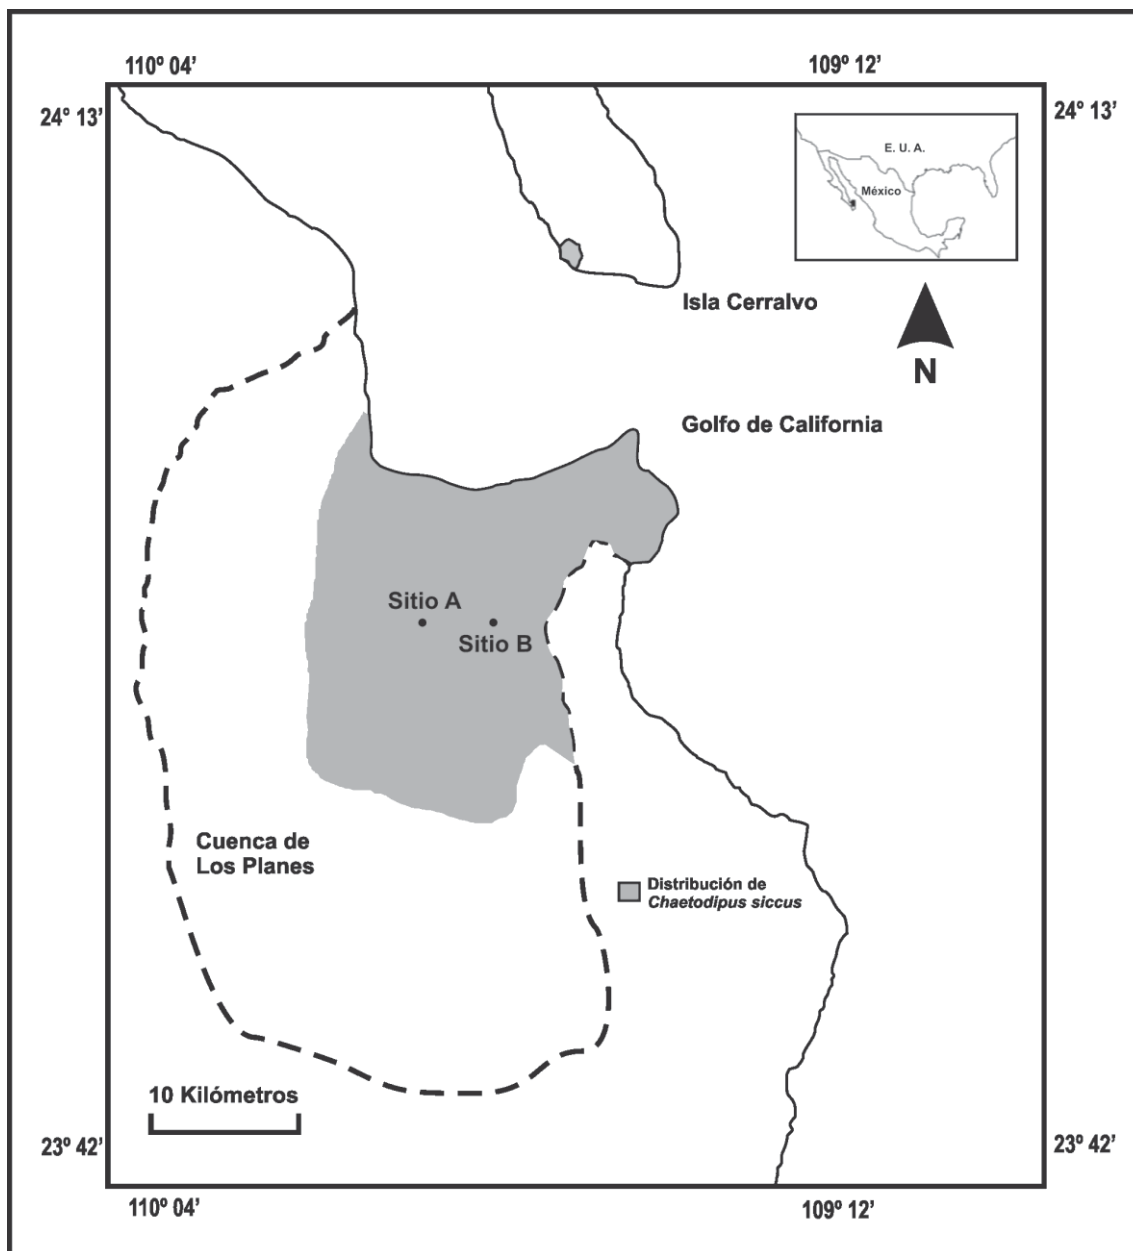 110º 04’
109º 12’
24º 13’
24º 13’
E. U. A.
México
Isla Cerralvo
N
Golfo de California
Sitio A
Sitio B
Cuenca de
Los Planes
Distribución de
Chaetodipus siccus
10 Kilómetros
23º 42’
23º 42’
110º 04’
109º 12’